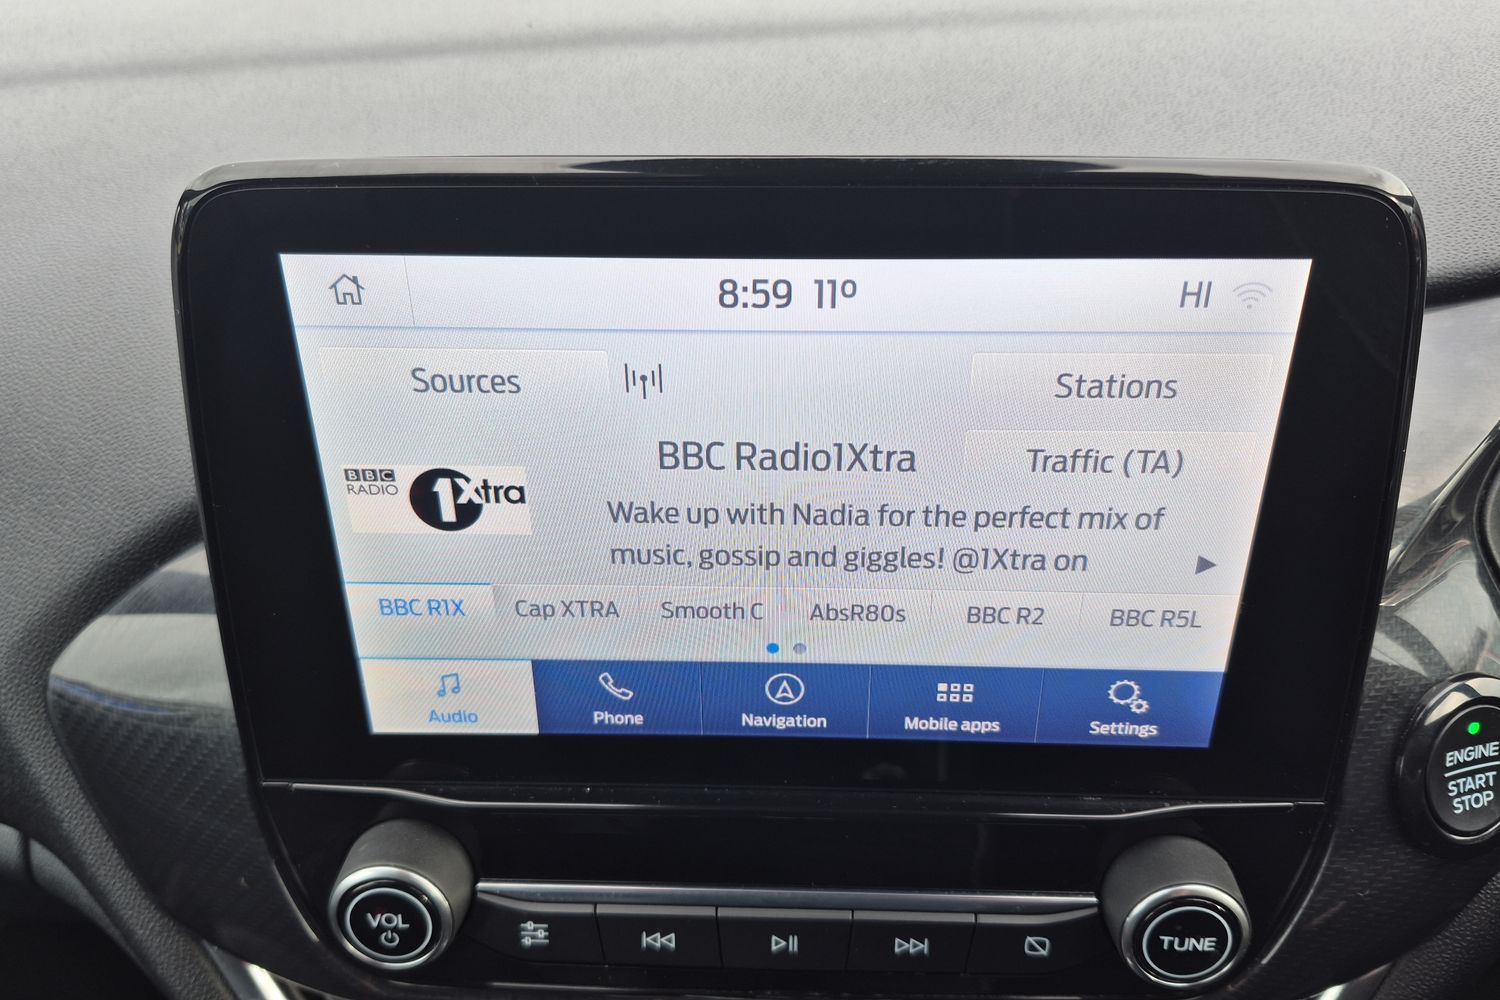 8:59 11º HI
Sources
Stations
BBC Radio1Xtra
Traffic (TA)
BBC
RADIO
1Xtra
Wake up with Nadia for the perfect mix of
music, gossip and giggles! @1Xtra on
BBC R1X Cap XTRA Smooth C AbsR80s BBC R2 BBC R5L
Audio Phone Navigation Mobile apps Settings
ENGINE
START
STOP
VOL
TUNE